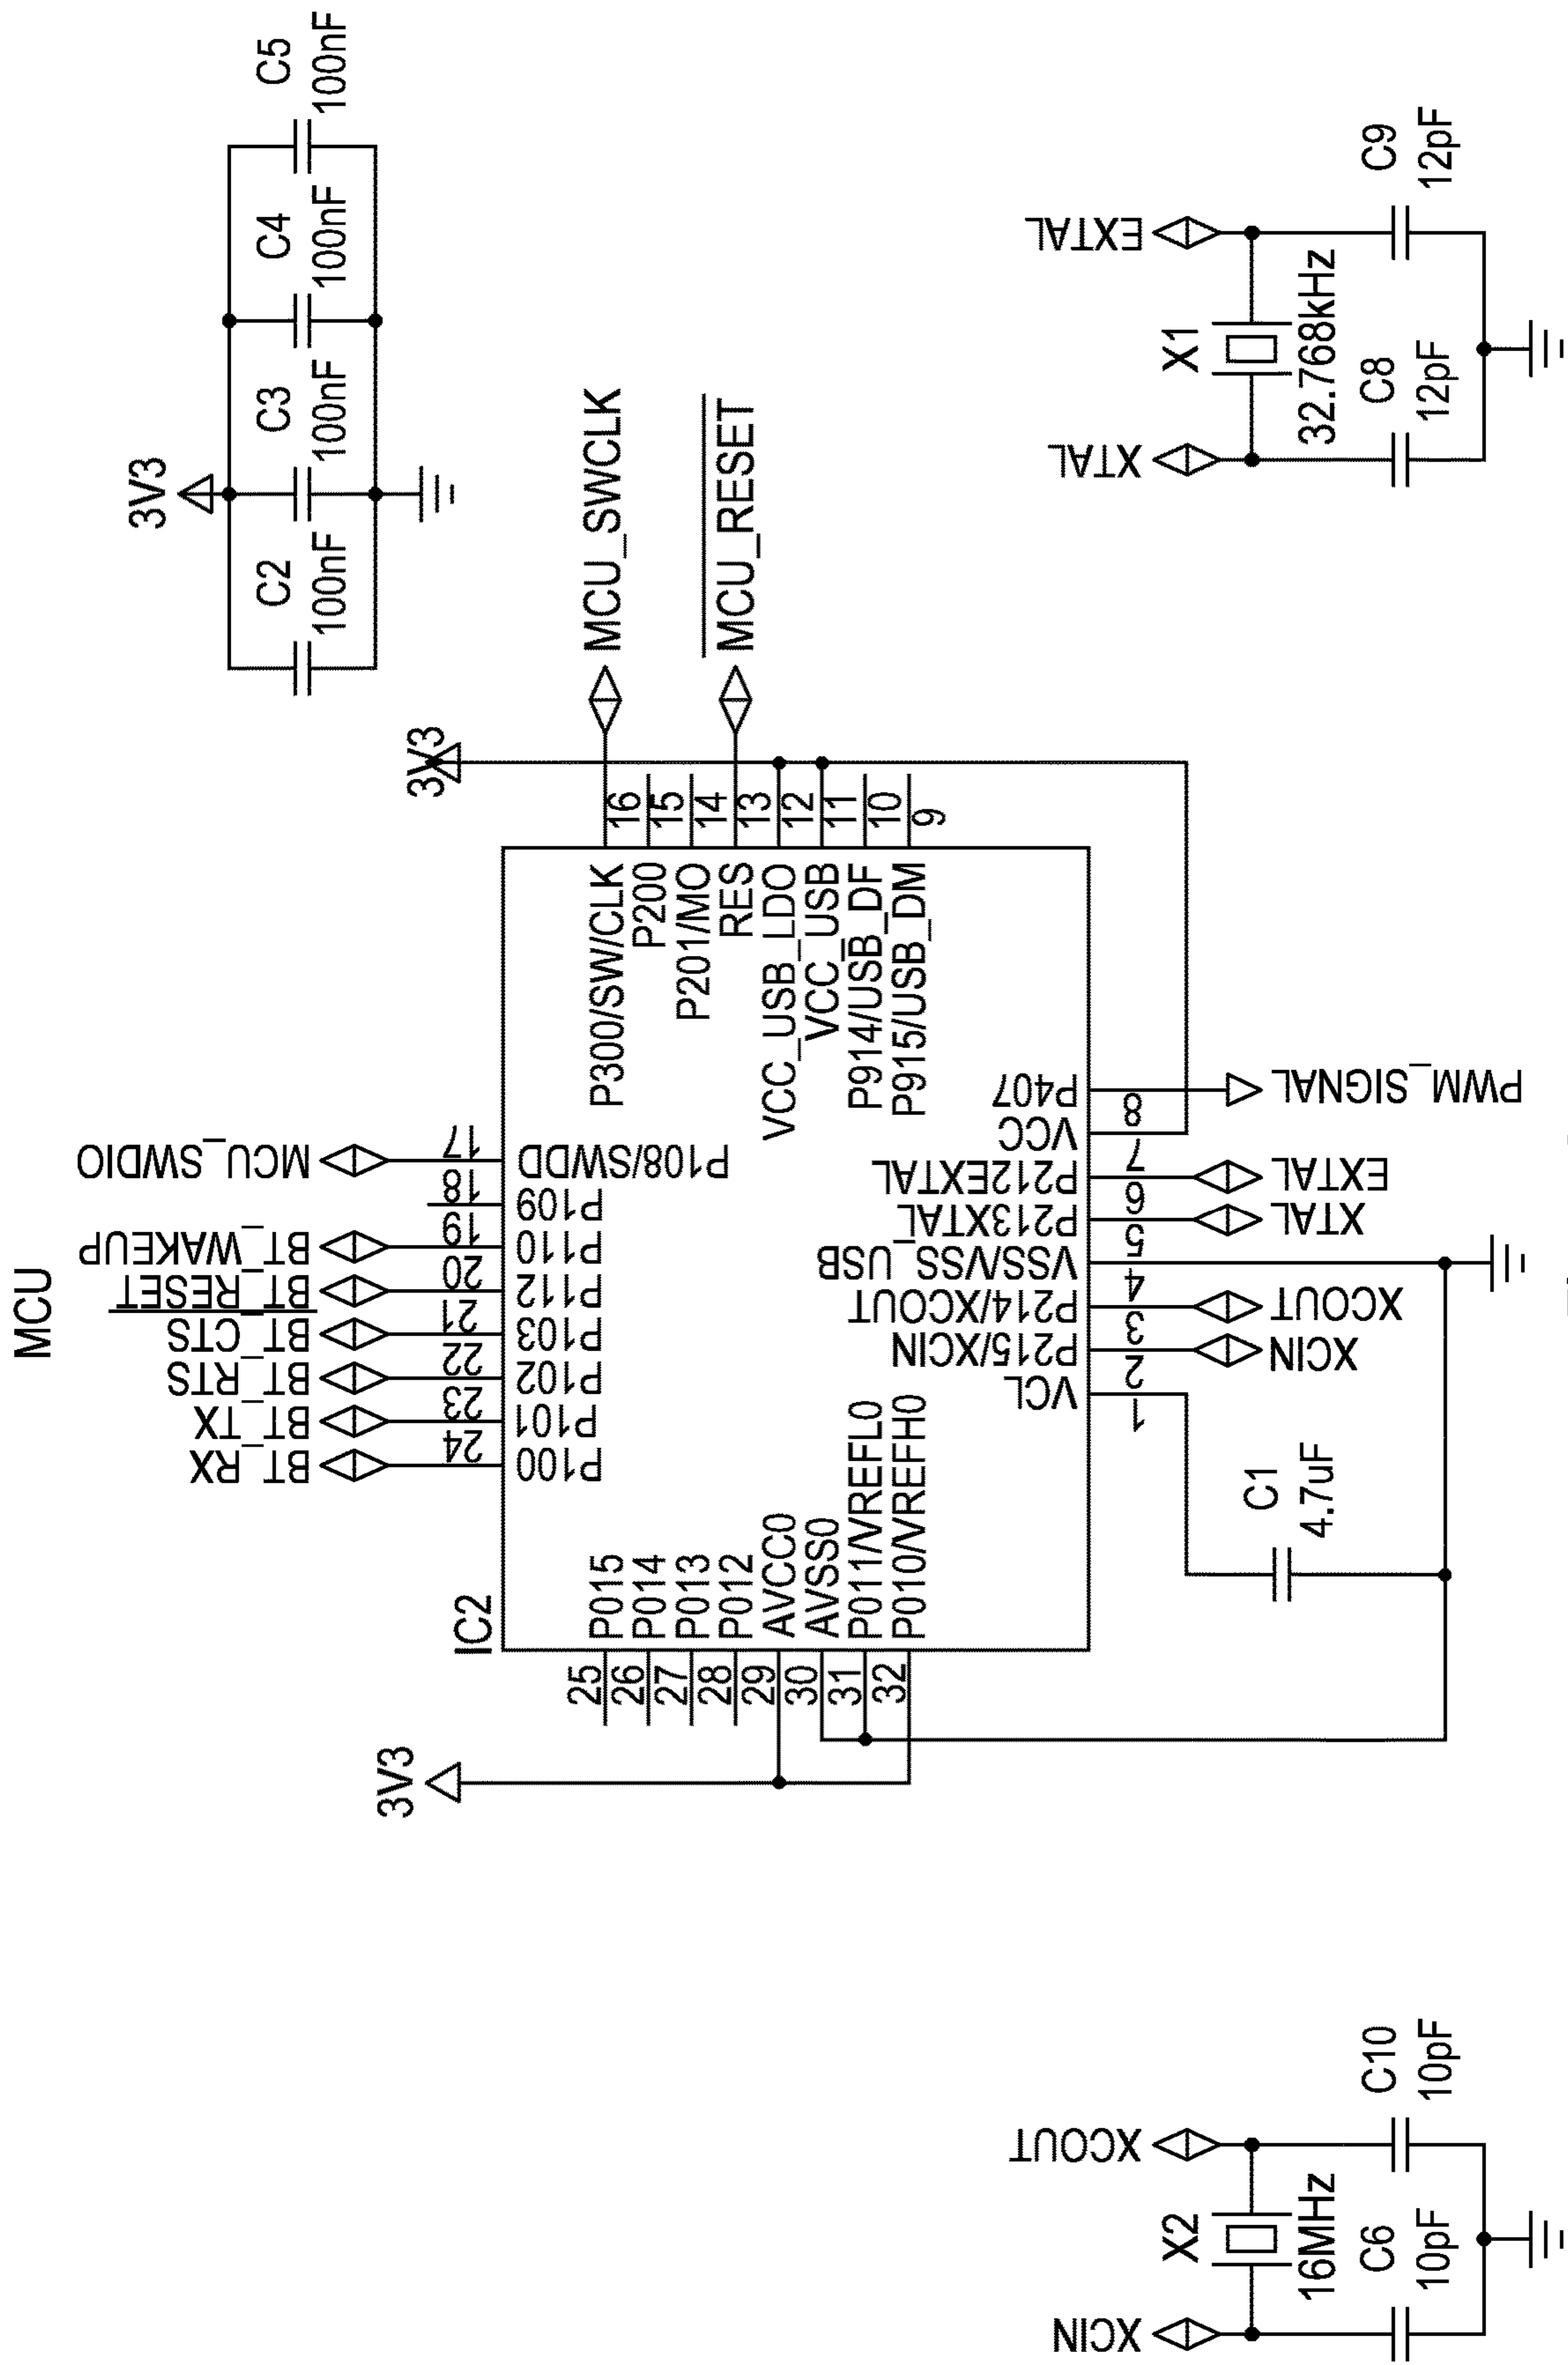 MCU
3V3
C2
100nF
C3
100nF
C4
100nF
C5
100nF
MCU_SWDIO
BT_WAKEUP
BT_RESET
BT_CTS
BT_RTS
BT_TX
BT_RX
17
18
19
20
21
22
23
24
P108/SWDD
P109
P110
P112
P103
P102
P101
P100
3V3
MCU_SWCLK
MCU_RESET
16
15
14
13
12
11
10
9
P300/SW/CLK
P200
P201/MO
RES
VCC_USB_LDO
VCC_USB
P914/USB_DF
P915/USB_DM
IC2
P015
P014
P013
P012
AVCC0
AVSS0
P011/VREFL0
P010/VREFH0
25
26
27
28
29
30
31
32
3V3
P407
VCC
P212EXTAL
P213XTAL
VSS/VSS_USB
P214/XCOUT
P215/XCIN
VCL
8
7
6
5
4
3
2
1
PWM_SIGNAL
EXTAL
XTAL
XCOUT
XCIN
C1
4.7uF
XCIN
XCOUT
X2
16MHz
C6
10pF
C10
10pF
XTAL
EXTAL
X1
32.768kHz
C8
12pF
C9
12pF